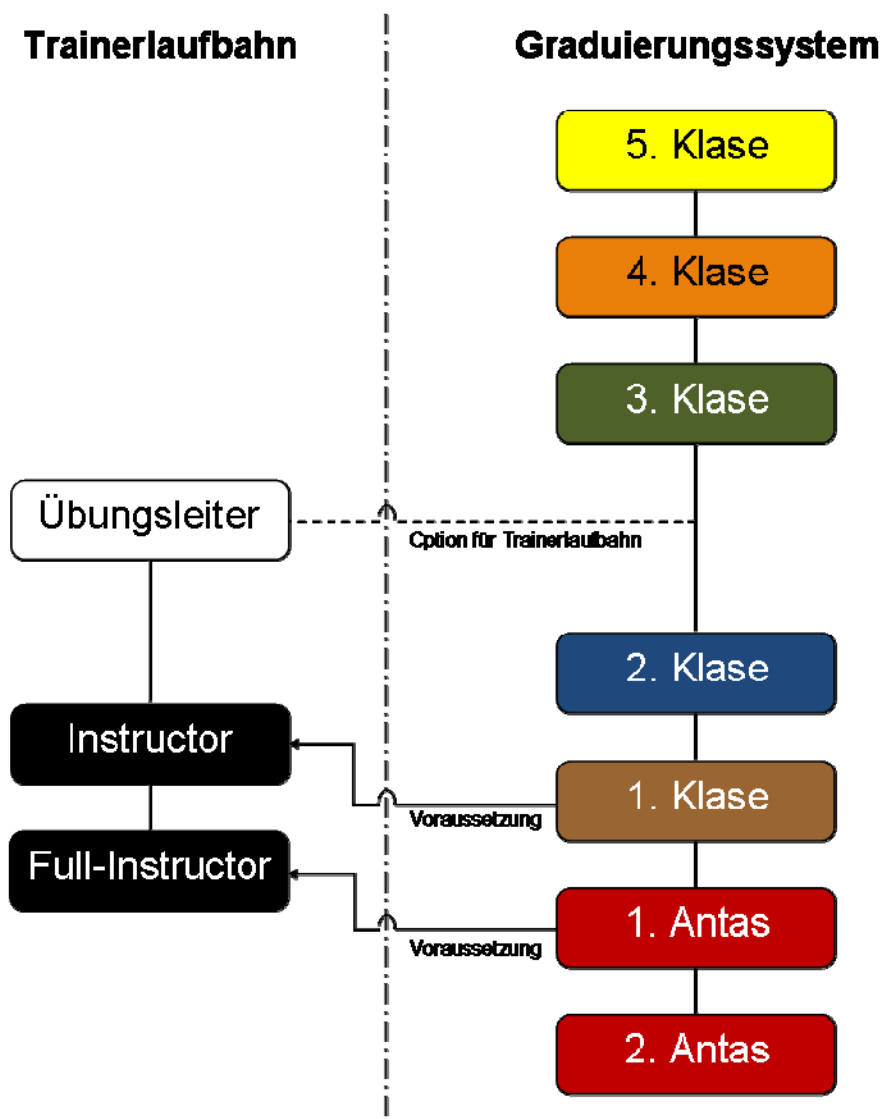 Trainerlaufbahn
Graduierungssystem
5. Klase
4. Klase
3. Klase
Übungsleiter
Cption für Trainerlaufbahn
2. Klase
Instructor
1. Klase
Voraussetzung
Full-Instructor
1. Antas
Voraussetzung
2. Antas